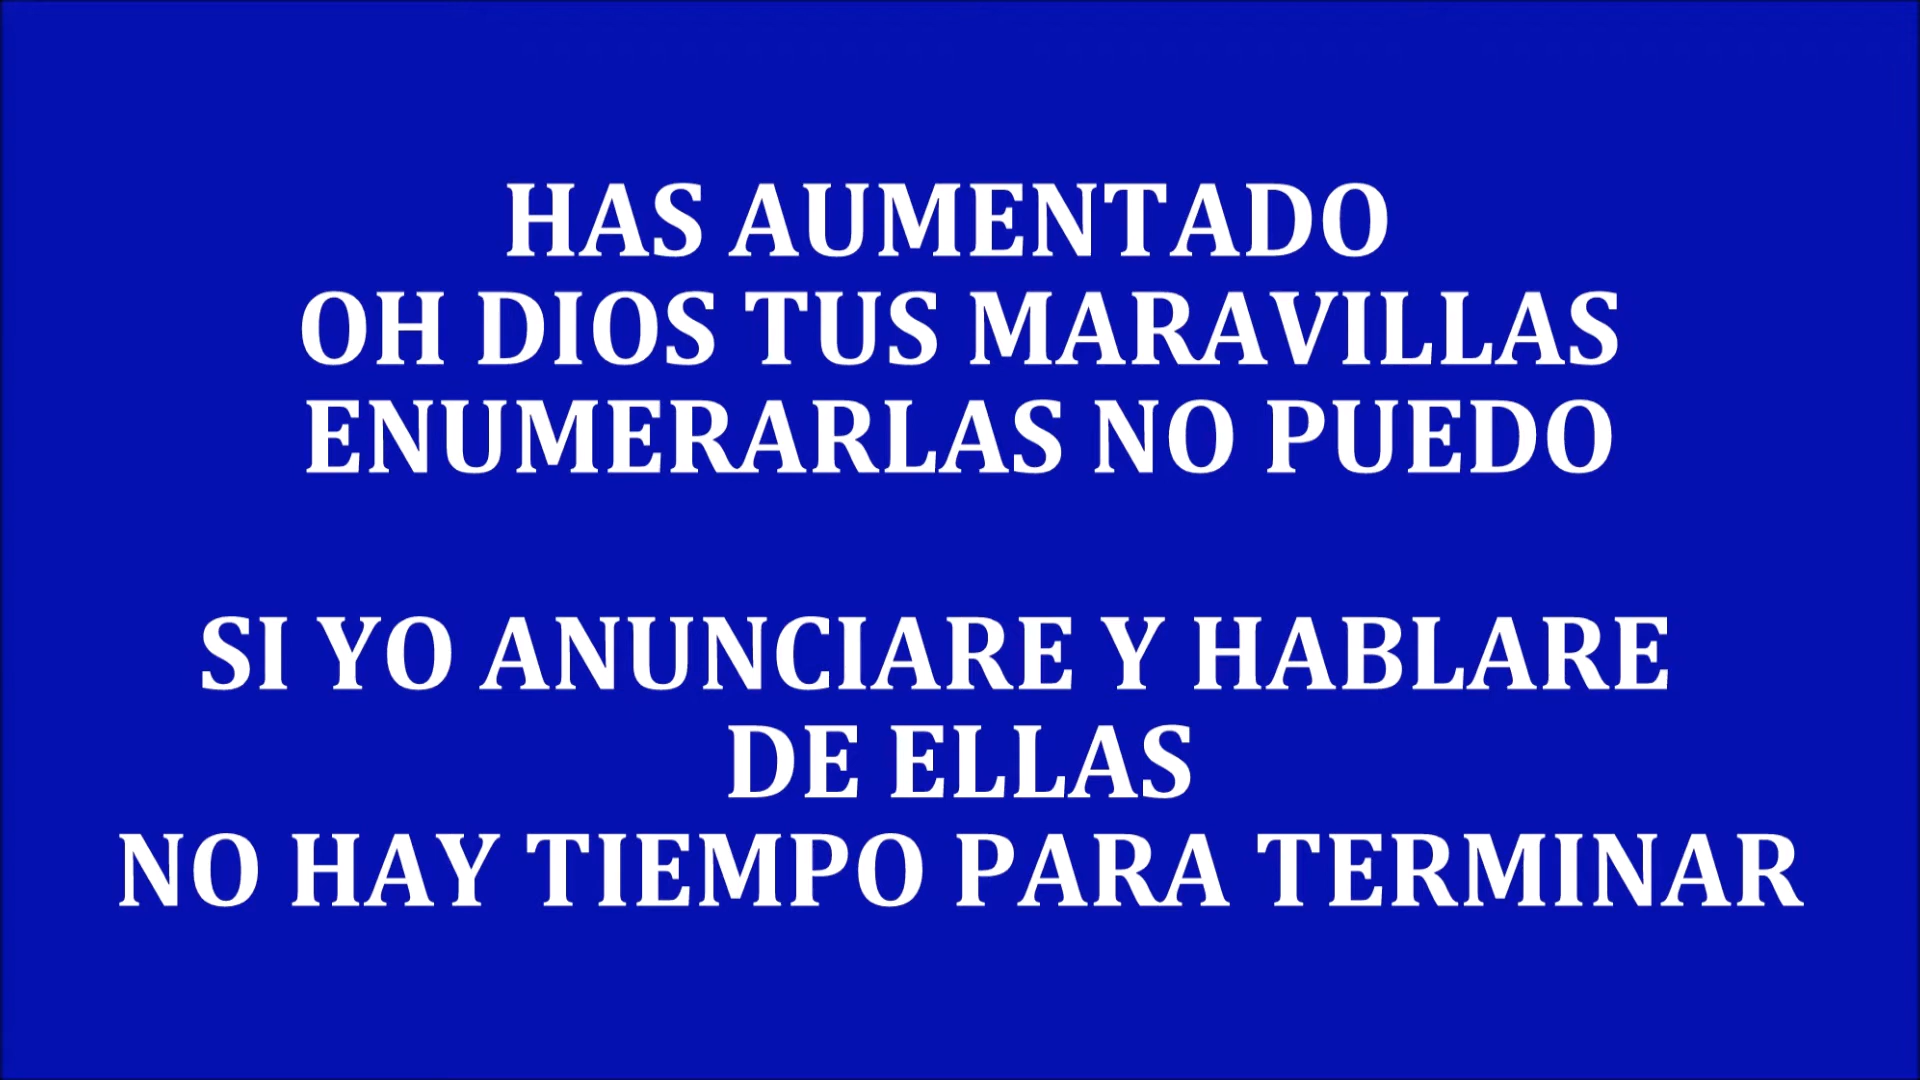 HAS AUMENTADO
OH DIOS TUS MARAVILLAS
ENUMERARLAS NO PUEDO
SI YO ANUNCIARE Y HABLARE
DE ELLAS
NO HAY TIEMPO PARA TERMINAR